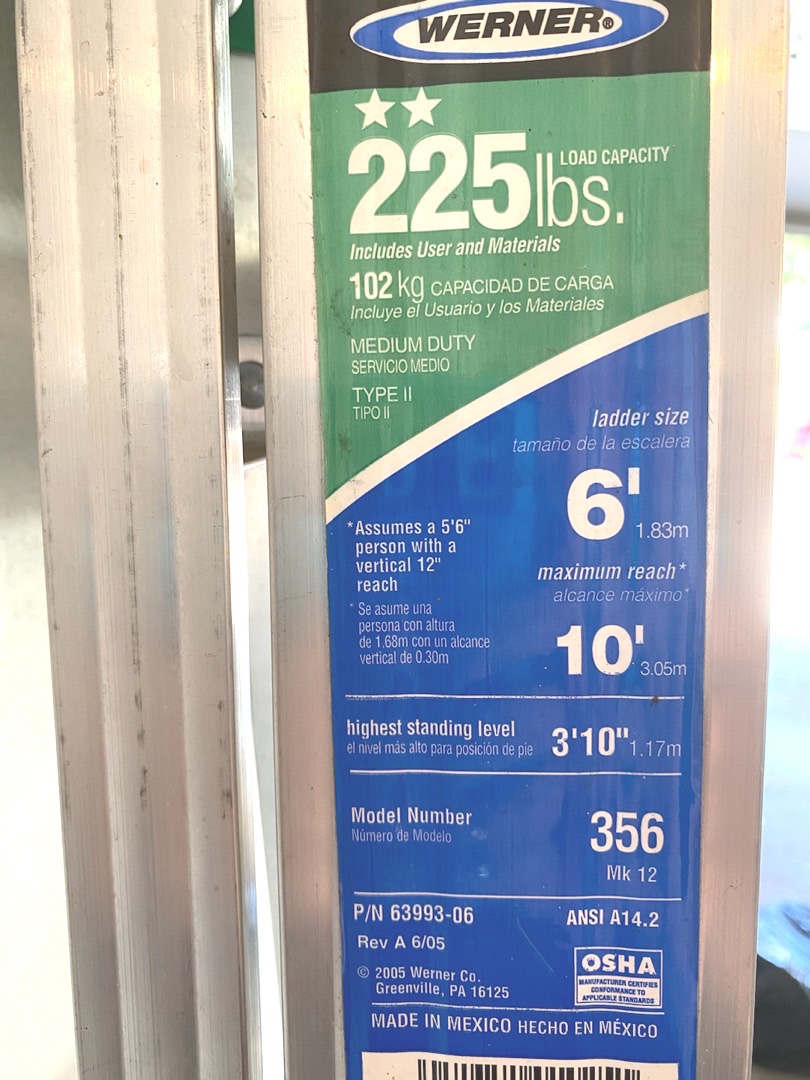 WERNER®
LOAD CAPACITY
225 lbs.
Includes User and Materials
102 kg CAPACIDAD DE CARGA
Incluye el Usuario y los Materiales
MEDIUM DUTY
SERVICIO MEDIO
TYPE II
TIPO II
ladder size
tamaño de la escalera
6' 1.83m
*Assumes a 5'6"
person with a
vertical 12"
reach
* Se asume una
persona con altura
de 1.68m con un alcance
vertical de 0.30m
maximum reach*
alcance máximo*
10' 3.05m
highest standing level
el nivel más alto para posición de pie
3'10" 1.17m
Model Number
Número de Modelo
356
Mk 12
P/N 63993-06
ANSI A14.2
Rev A 6/05
© 2005 Werner Co.
Greenville, PA 16125
OSHA
MANUFACTURER CERTIFIES
CONFORMANCE TO
APPLICABLE STANDARDS
MADE IN MEXICO HECHO EN MÉXICO